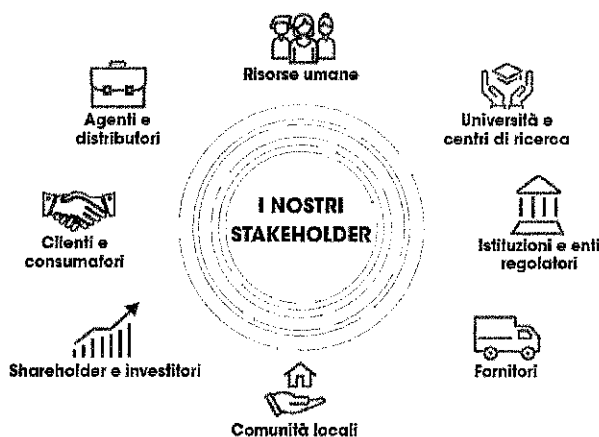 Risorse umane
Agenti e
distributori
Università e
centri di ricerca
I NOSTRI
STAKEHOLDER
Clienti e
consumatori
Istituzioni e enti
regolatori
Shareholder e investitori
Fornitori
Comunità locali